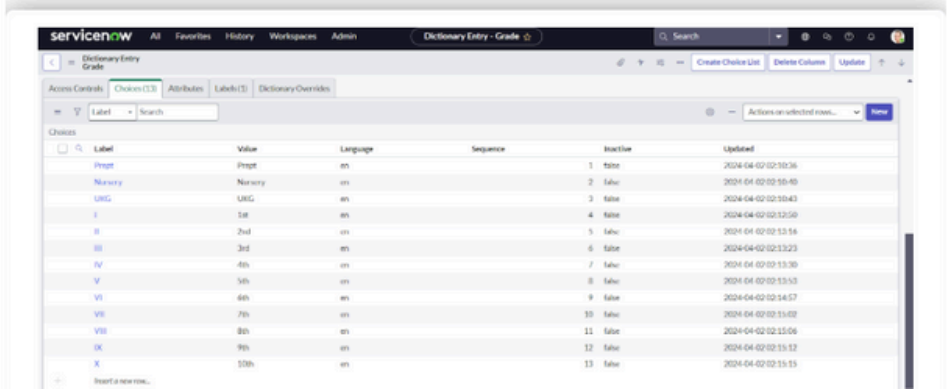 servicenow All Favorites History Workspaces Admin Dictionary Entry - Grade Search
Dictionary Entry
Grade
Create Choice List Delete Column Update
Access Controls Choices (13) Attributes Labels (1) Dictionary Overrides
Label Search Actions on selected rows... New
Choices
Label Value Language Sequence Inactive Updated
Prept Prept en 1 false 2024-04-02 02:10:36
Nursery Nursery en 2 false 2024-04-02 02:10:40
UKG UKG en 3 false 2024-04-02 02:10:43
I 1st en 4 false 2024-04-02 02:12:50
II 2nd en 5 false 2024-04-02 02:13:16
III 3rd en 6 false 2024-04-02 02:13:23
IV 4th en 7 false 2024-04-02 02:13:30
V 5th en 8 false 2024-04-02 02:13:53
VI 6th en 9 false 2024-04-02 02:14:57
VII 7th en 10 false 2024-04-02 02:15:02
VIII 8th en 11 false 2024-04-02 02:15:06
IX 9th en 12 false 2024-04-02 02:15:12
X 10th en 13 false 2024-04-02 02:15:15
Insert a new row...